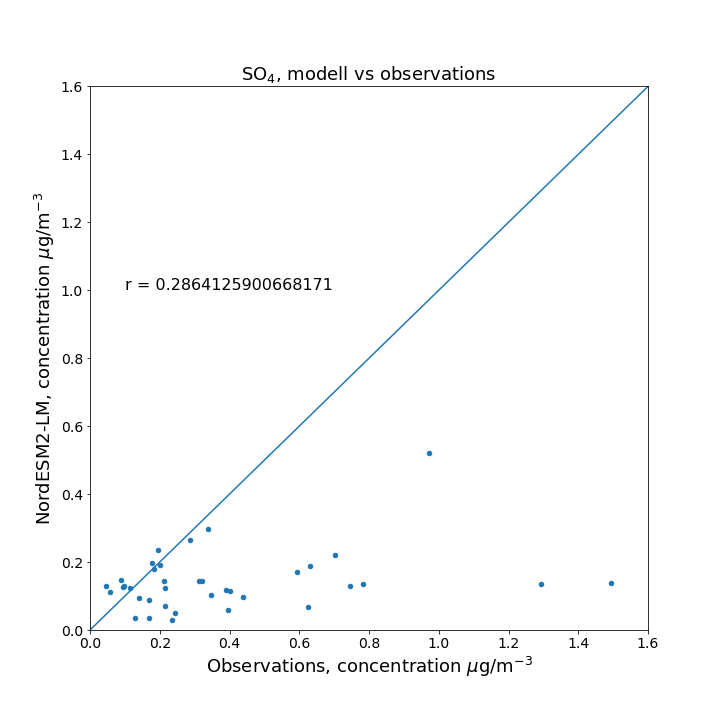 SO₄, modell vs observations
NordESM2-LM, concentration μg/m⁻³
1.6
1.4
1.2
1.0
0.8
0.6
0.4
0.2
0.0
r = 0.2864125900668171
0.0 0.2 0.4 0.6 0.8 1.0 1.2 1.4 1.6
Observations, concentration μg/m⁻³